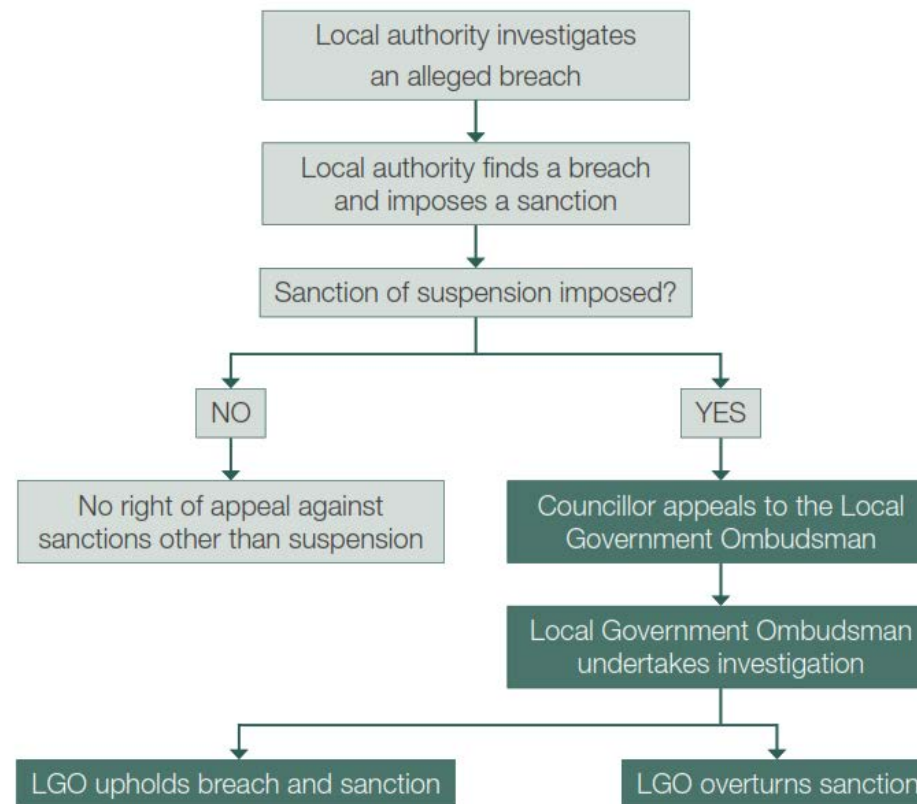 Local authority investigates
an alleged breach
Local authority finds a breach
and imposes a sanction
Sanction of suspension imposed?
NO
YES
No right of appeal against
sanctions other than suspension
Councillor appeals to the Local
Government Ombudsman
Local Government Ombudsman
undertakes investigation
LGO upholds breach and sanction
LGO overturns sanction